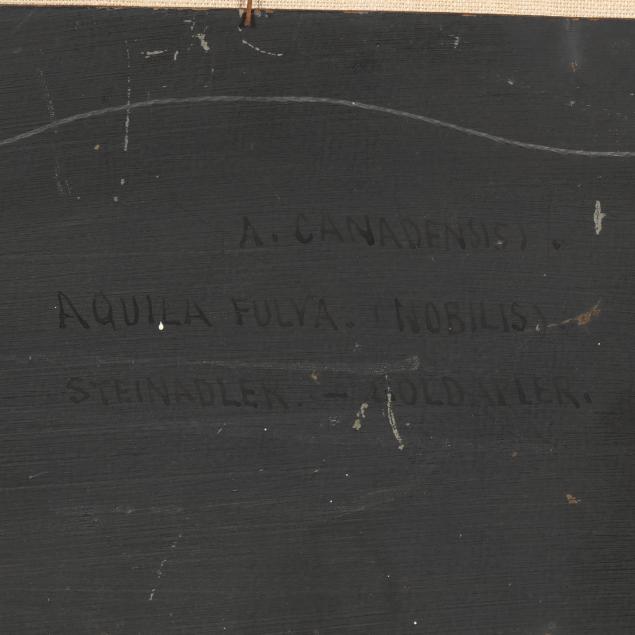 A. CANADENSIS) .
AQUILA FULVA. (NOBILIS)
STEINADLER. – GOLDADLER.